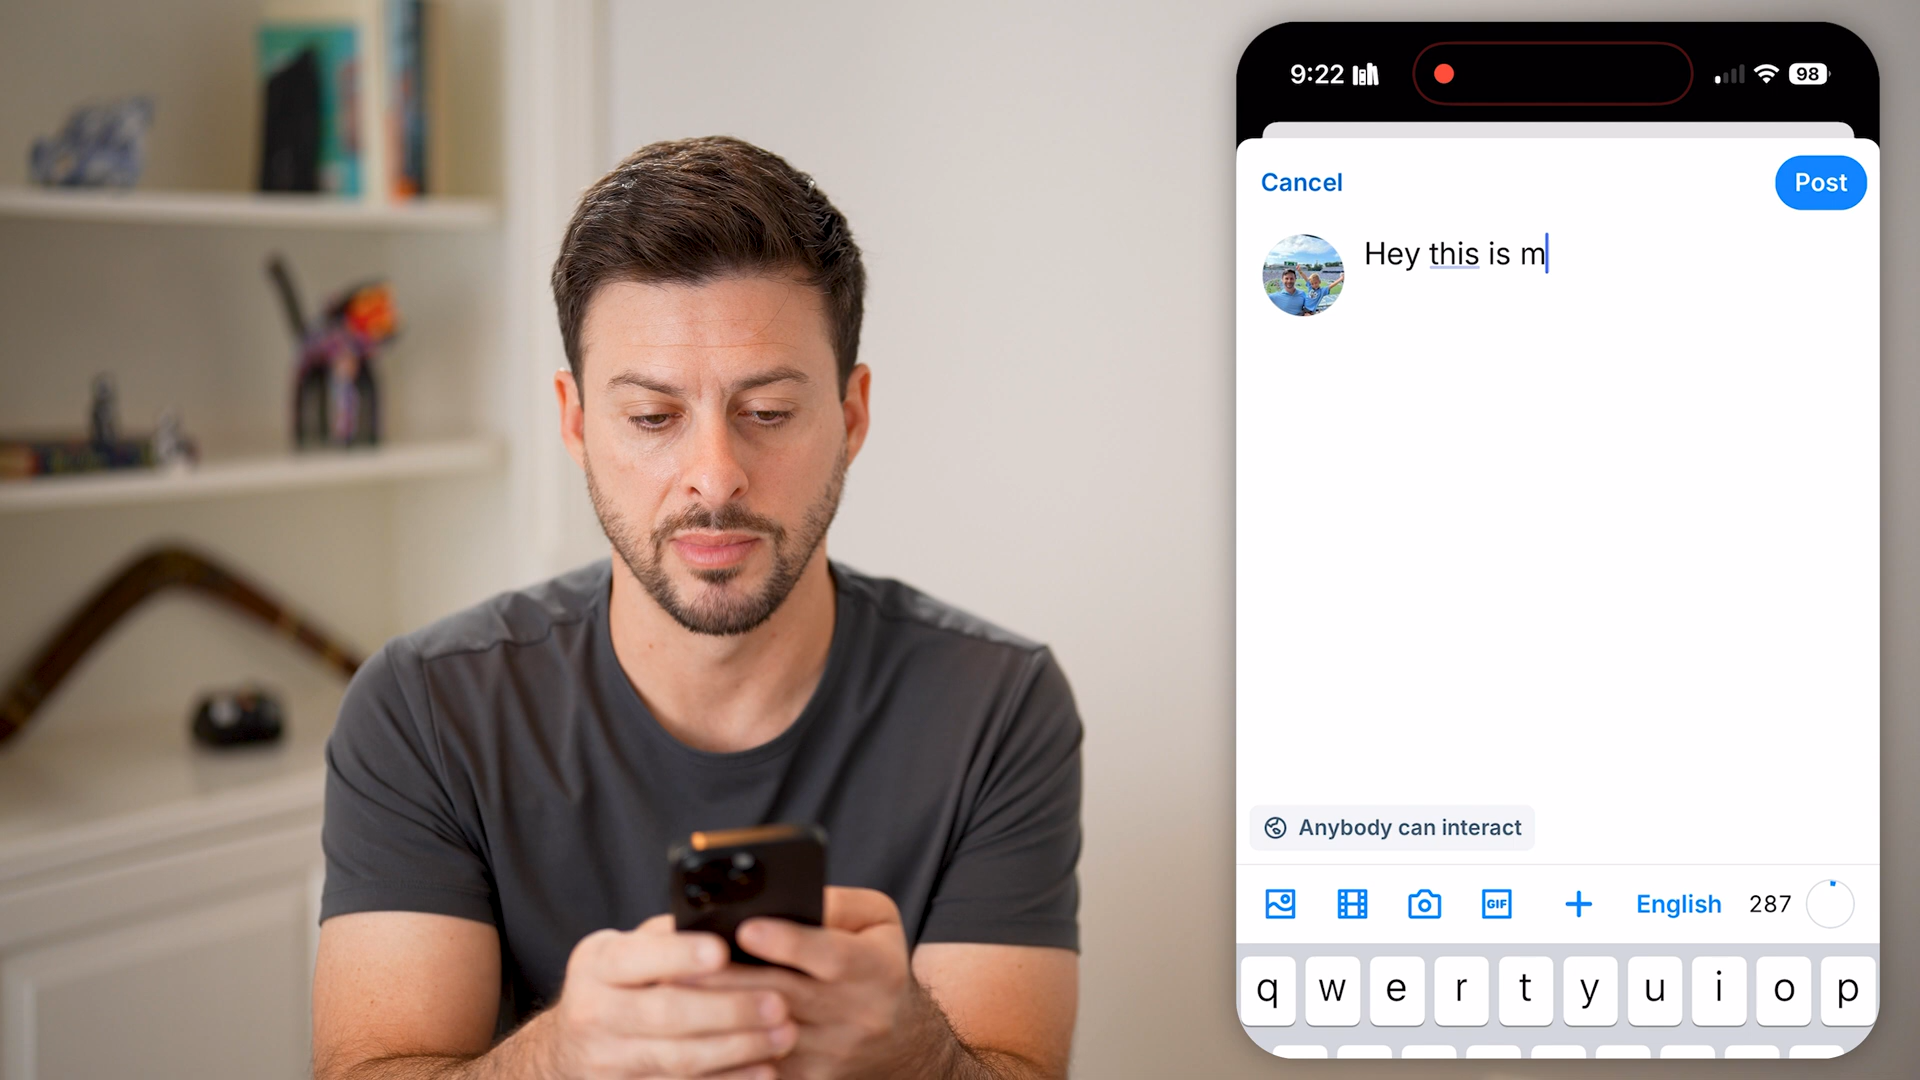 9:22 98
Cancel Post
Hey this is m
Anybody can interact
GIF English 287
q w e r t y u i o p